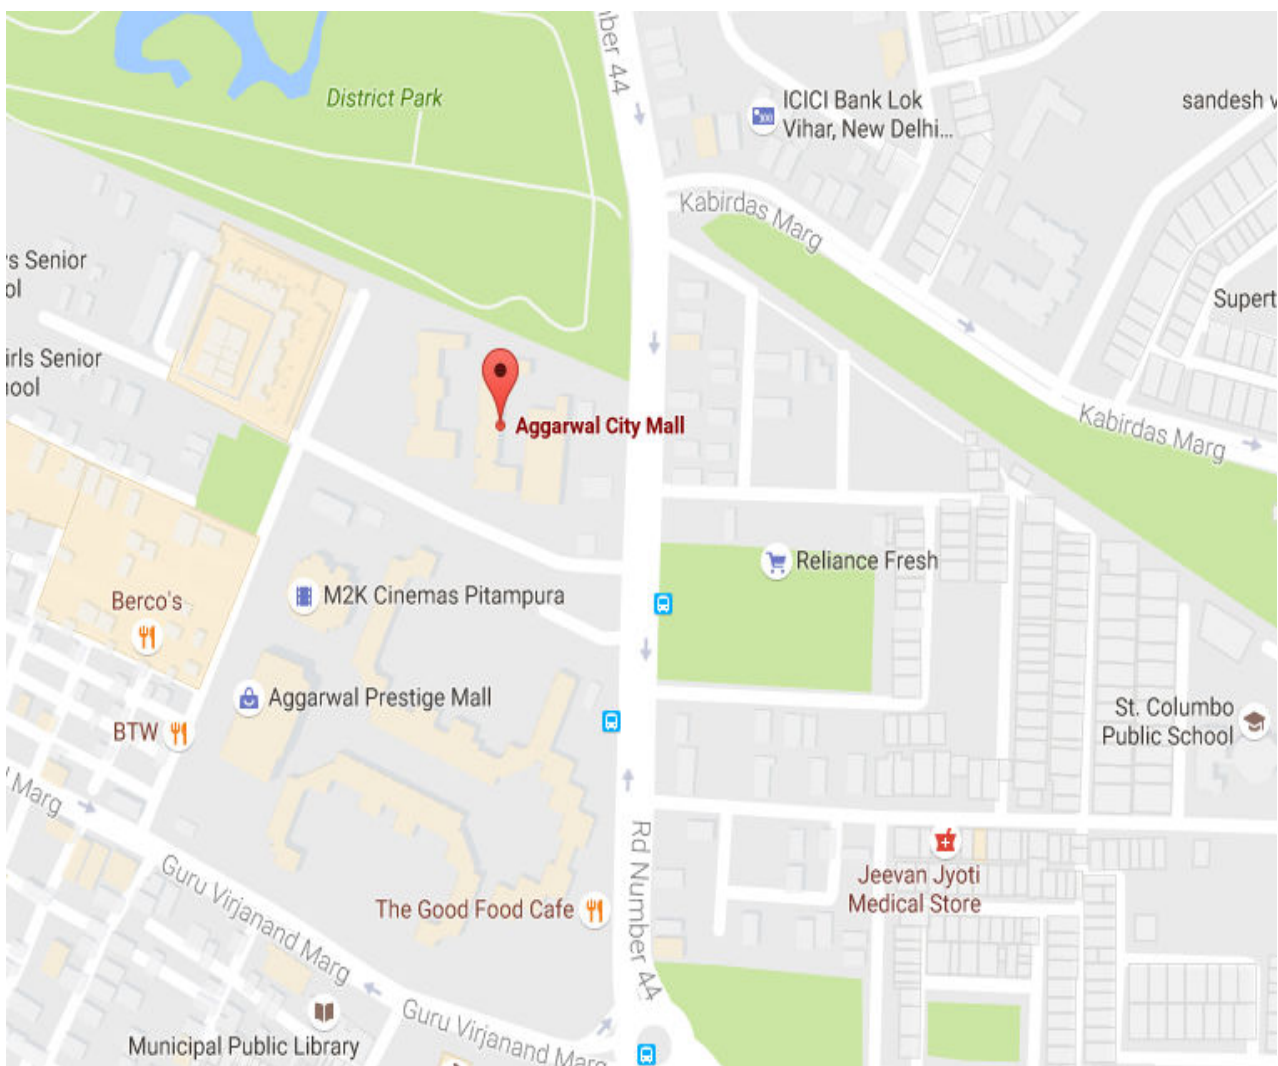 mber 44
District Park
ICICI Bank Lok
Vihar, New Delhi...
sandesh v
Kabirdas Marg
's Senior
ol
Supert
irls Senior
hool
Kabirdas Marg
Aggarwal City Mall
Reliance Fresh
M2K Cinemas Pitampura
Berco's
Aggarwal Prestige Mall
BTW
St. Columbo
Public School
Marg
Rd Number 44
Guru Virjanand Marg
Jeevan Jyoti
Medical Store
The Good Food Cafe
Guru Virjanand Marg
Municipal Public Library